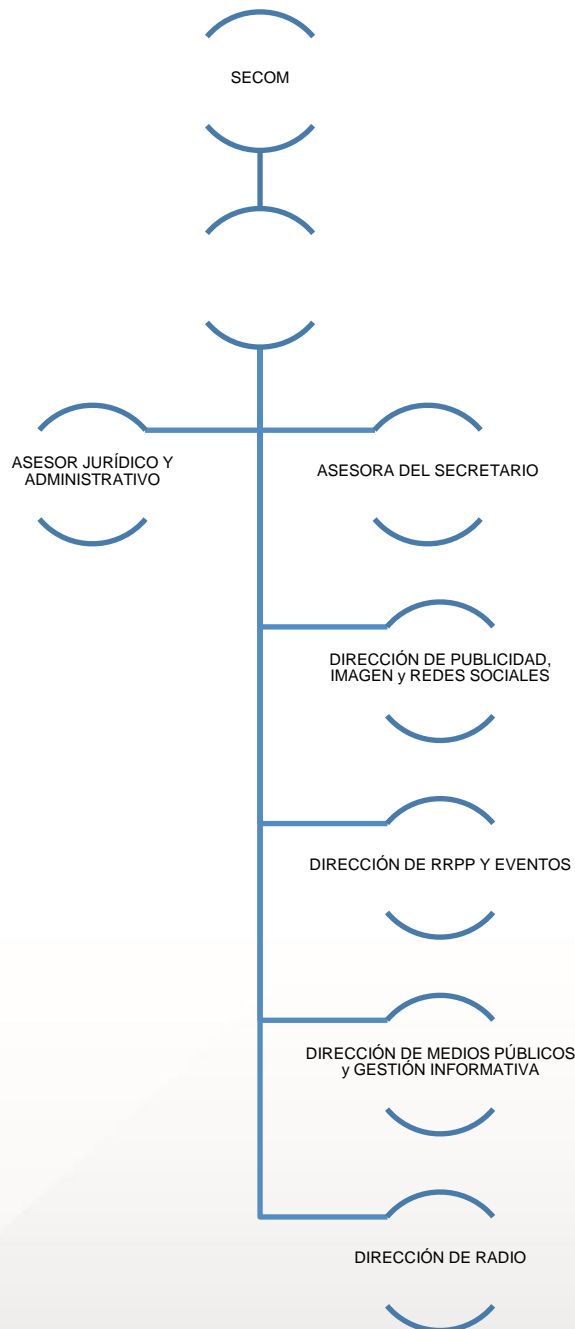 SECOM
ASESOR JURÍDICO Y
ADMINISTRATIVO
ASESORA DEL SECRETARIO
DIRECCIÓN DE PUBLICIDAD,
IMAGEN y REDES SOCIALES
DIRECCIÓN DE RRPP Y EVENTOS
DIRECCIÓN DE MEDIOS PÚBLICOS
y GESTIÓN INFORMATIVA
DIRECCIÓN DE RADIO